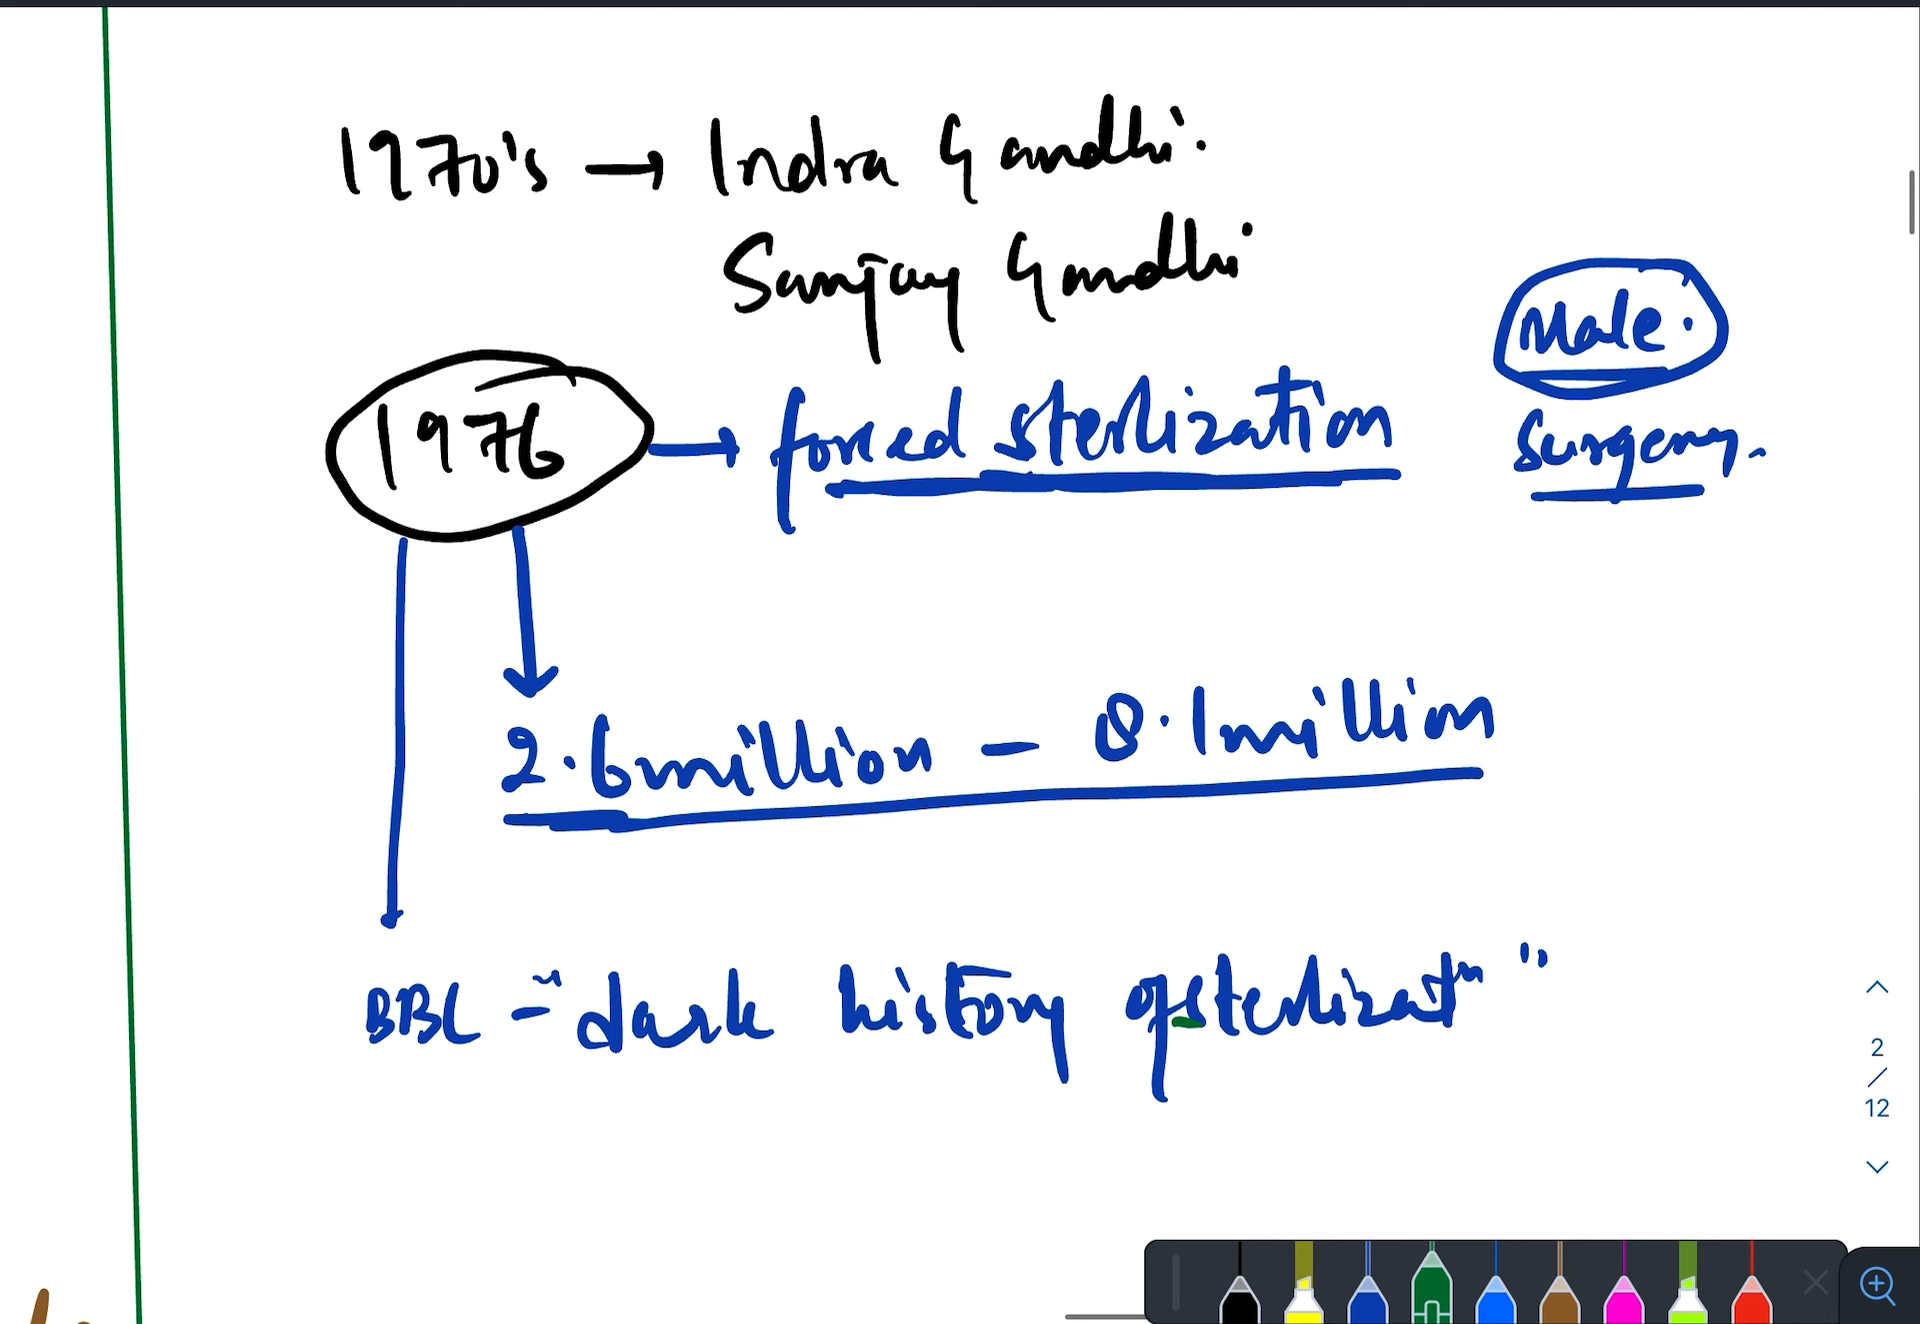 1970's → Indra Gandhi.
Sanjay Gandhi
Male.
1976 → forced sterlization
Surgery.
2.6million – 8.1million
BBC - "dark history of sterlizatn"
2
/
12